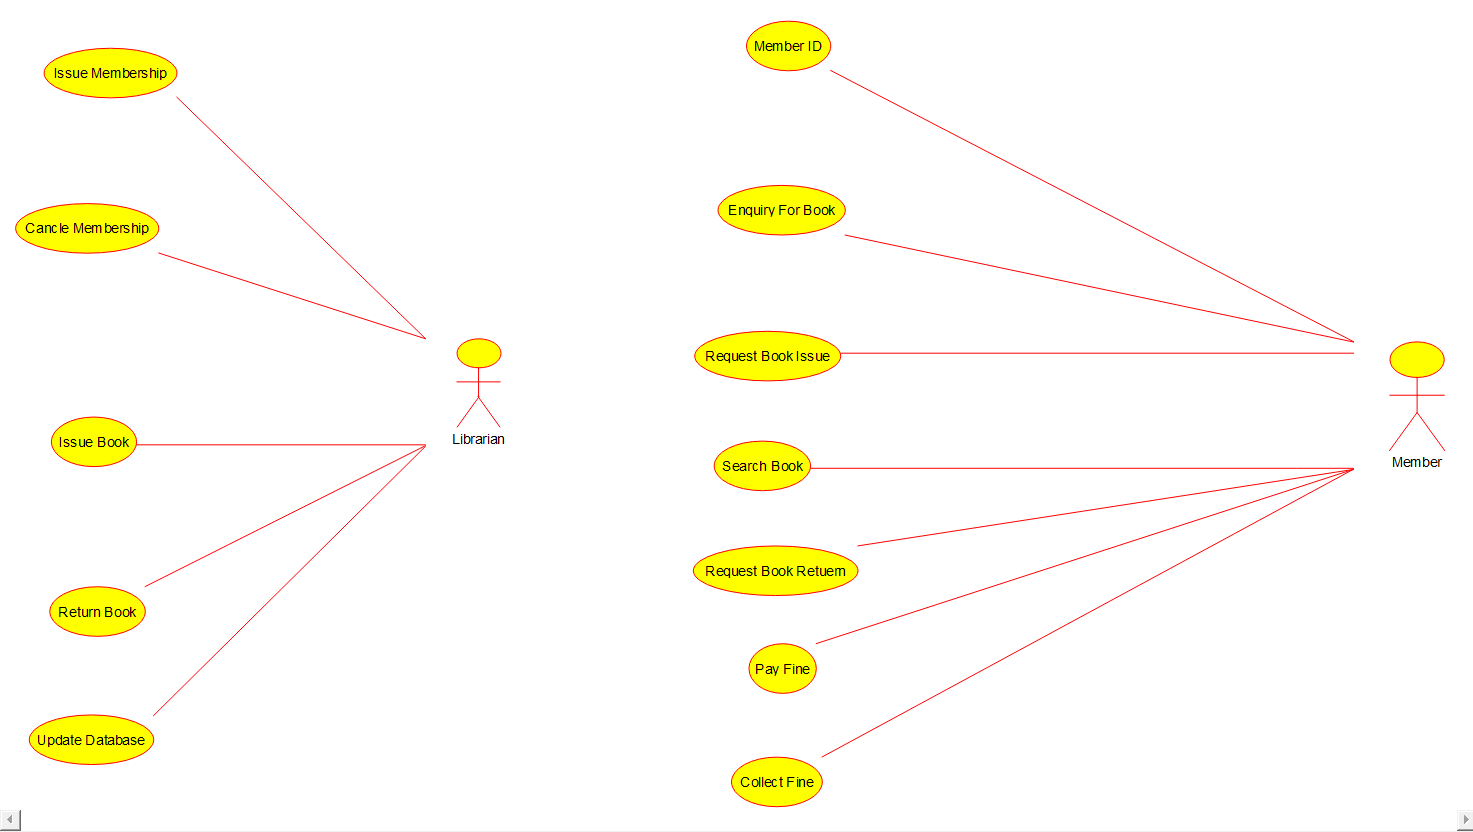 Issue Membership
Cancle Membership
Issue Book
Return Book
Update Database
Librarian
Member ID
Enquiry For Book
Request Book Issue
Search Book
Request Book Retuern
Pay Fine
Collect Fine
Member